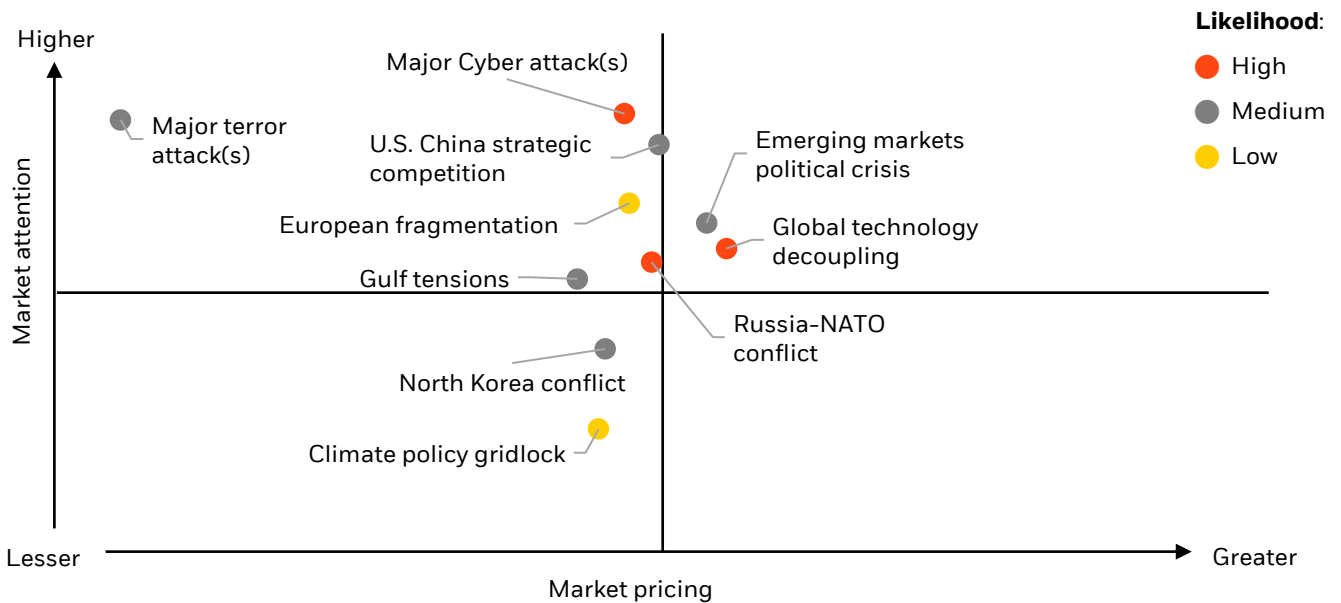 Likelihood:
High
Medium
Low
Higher
Market attention
Lesser
Major Cyber attack(s)
Major terror
attack(s)
U.S. China strategic
competition
Emerging markets
political crisis
European fragmentation
Global technology
decoupling
Gulf tensions
Russia-NATO
conflict
North Korea conflict
Climate policy gridlock
Greater
Market pricing